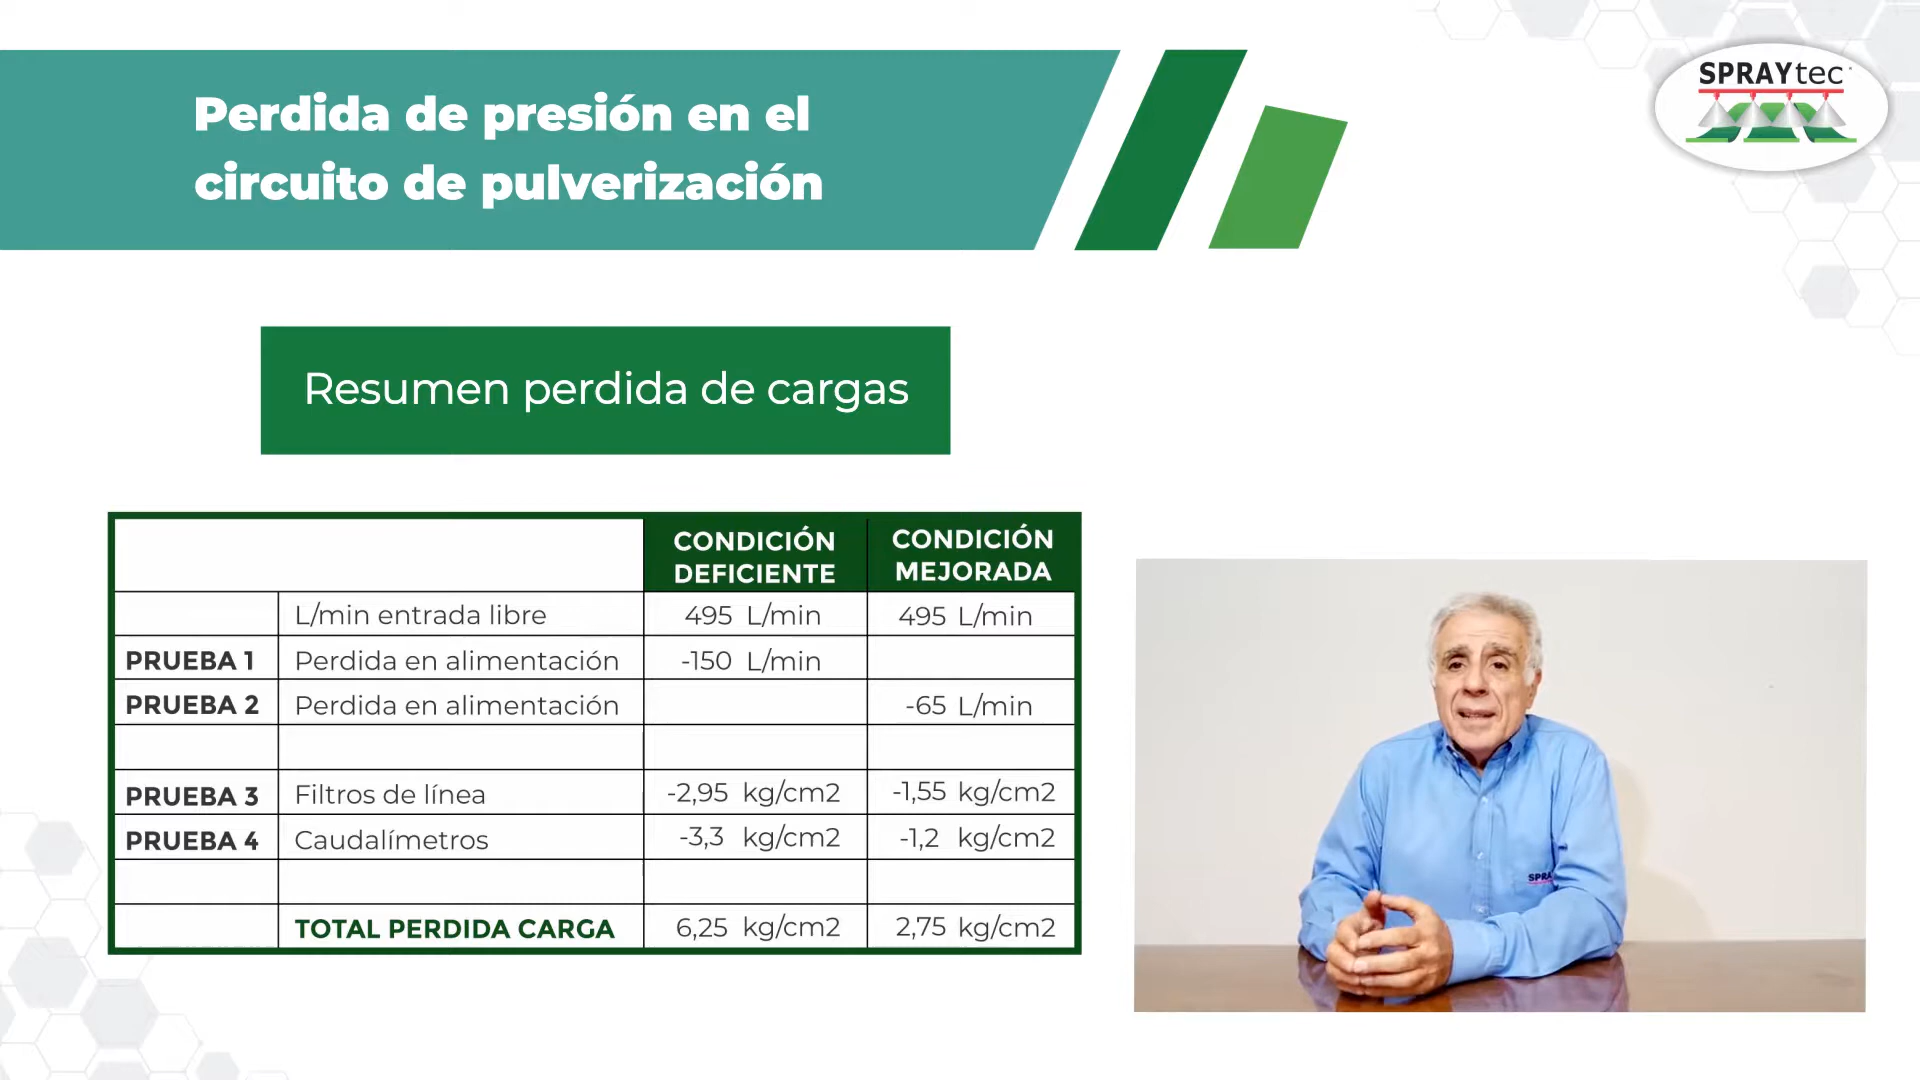 Perdida de presión en el
circuito de pulverización
SPRAYtec
Resumen perdida de cargas
CONDICIÓN DEFICIENTE CONDICIÓN MEJORADA
L/min entrada libre 495 L/min 495 L/min
PRUEBA 1 Perdida en alimentación -150 L/min
PRUEBA 2 Perdida en alimentación -65 L/min
PRUEBA 3 Filtros de línea -2,95 kg/cm2 -1,55 kg/cm2
PRUEBA 4 Caudalímetros -3,3 kg/cm2 -1,2 kg/cm2
TOTAL PERDIDA CARGA 6,25 kg/cm2 2,75 kg/cm2